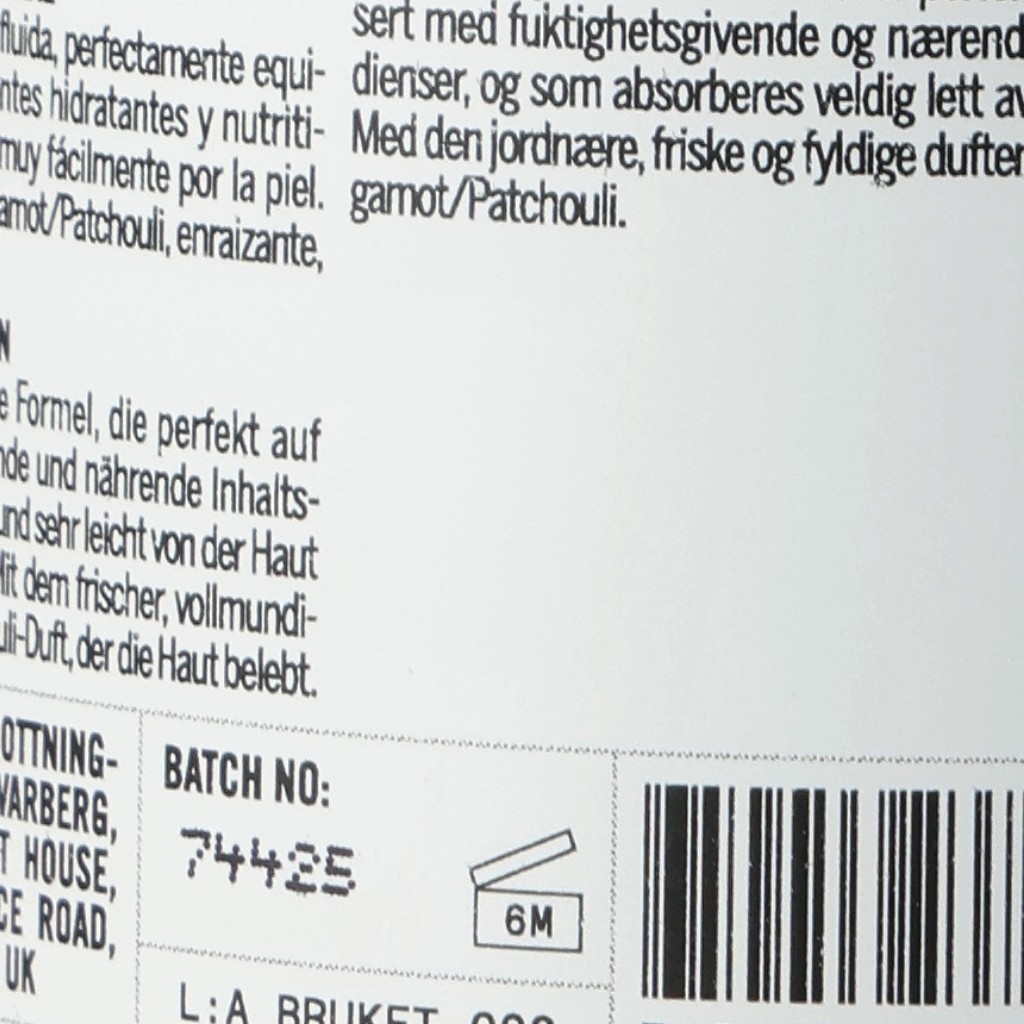 fluida, perfectamente equi-
ntes hidratantes y nutriti-
muy fácilmente por la piel.
amot/Patchouli, enraizante,
N
e Formel, die perfekt auf
nde und nährende Inhalts-
und sehr leicht von der Haut
Mit dem frischer, vollmundi-
uli-Duft, der die Haut belebt.
sert med fuktighetsgivende og nærend
dienser, og som absorberes veldig lett av
Med den jordnære, friske og fyldige dufter
gamot/Patchouli.
OTTNING-
VARBERG,
T HOUSE,
CE ROAD,
UK
BATCH NO:
74425
6M
L:A BRUKET